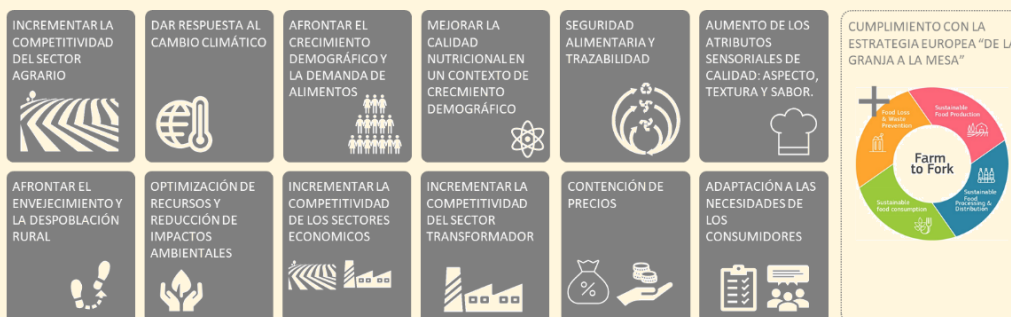 INCREMENTAR LA
COMPETITIVIDAD
DEL SECTOR
AGRARIO
DAR RESPUESTA AL
CAMBIO CLIMÁTICO
AFRONTAR EL
CRECIMIENTO
DEMOGRÁFICO Y
LA DEMANDA DE
ALIMENTOS
MEJORAR LA
CALIDAD
NUTRICIONAL EN
UN CONTEXTO DE
CRECMIENTO
DEMOGRÁFICO
SEGURIDAD
ALIMENTARIA Y
TRAZABILIDAD
AUMENTO DE LOS
ATRIBUTOS
SENSORIALES DE
CALIDAD: ASPECTO,
TEXTURA Y SABOR.
CUMPLIMIENTO CON LA
ESTRATEGIA EUROPEA “DE LA
GRANJA A LA MESA”
+
Food Loss
& Waste
Prevention
Sustainable
Food Production
Farm
to Fork
Sustainable
food consumption
Sustainable
Food
Processing &
Distribution
AFRONTAR EL
ENVEJECIMIENTO Y
LA DESPOBLACIÓN
RURAL
OPTIMIZACIÓN DE
RECURSOS Y
REDUCCIÓN DE
IMPACTOS
AMBIENTALES
INCREMENTAR LA
COMPETITIVIDAD
DE LOS SECTORES
ECONOMICOS
INCREMENTAR LA
COMPETITIVIDAD
DEL SECTOR
TRANSFORMADOR
CONTENCIÓN DE
PRECIOS
%
ADAPTACIÓN A LAS
NECESIDADES DE
LOS
CONSUMIDORES